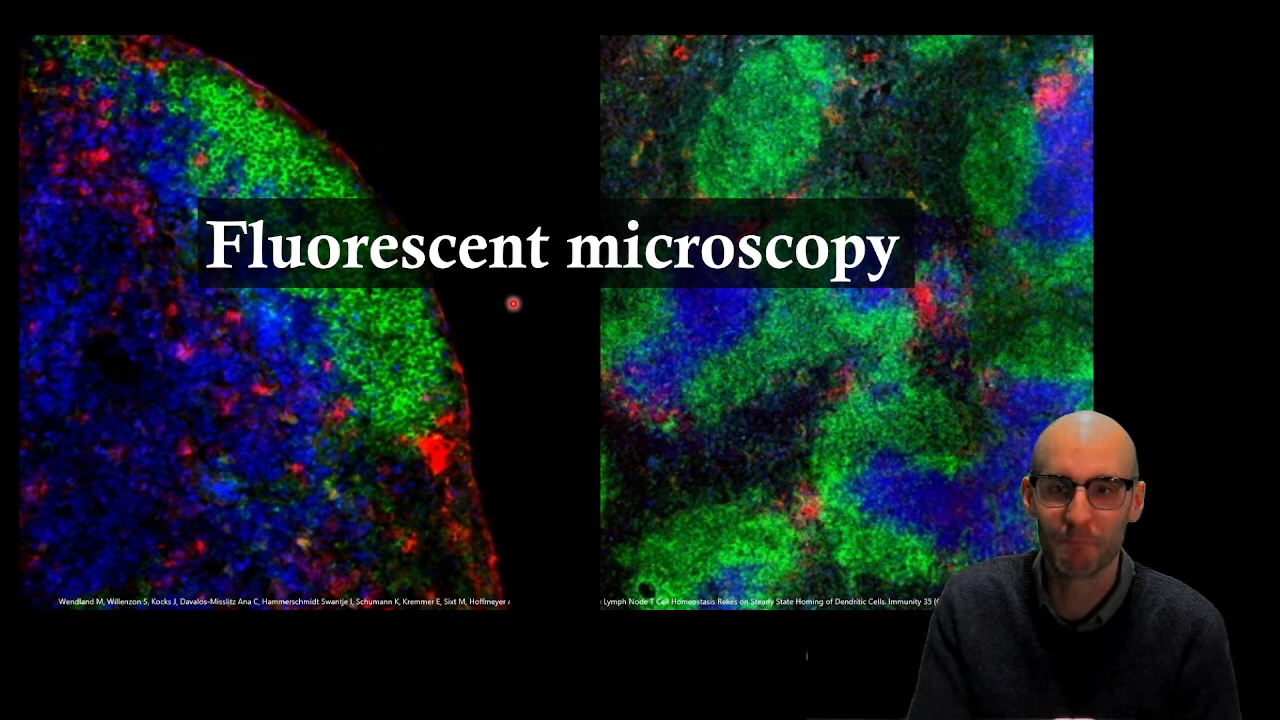 Fluorescent microscopy
Wendland M, Willenzon S, Kocks J, Davalos-Misslitz Ana C, Hammerschmidt Swantje I, Schumann K, Kremmer E, Sixt M, Hoffmeyer
Lymph Node T Cell Homeostasis Relies on Steady State Homing of Dendritic Cells. Immunity 35